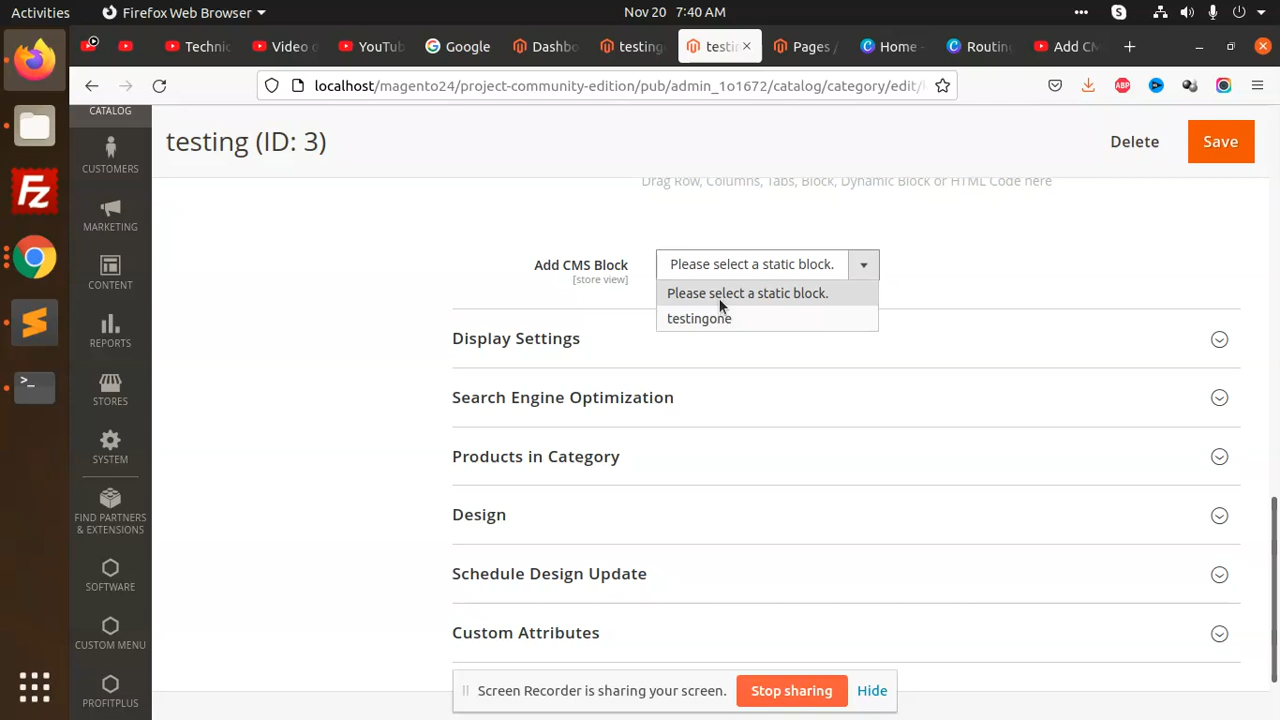 Activities
Firefox Web Browser
Nov 20 7:40 AM
Technic
Video o
YouTub
Google
Dashbo
testing
testi
Pages /
Home -
Routing
Add CM
localhost/magento24/project-community-edition/pub/admin_1o1672/catalog/category/edit/
ABP
CATALOG
testing (ID: 3)
Delete
Save
CUSTOMERS
Drag Row, Columns, Tabs, Block, Dynamic Block or HTML Code here
MARKETING
Add CMS Block
[store view]
Please select a static block.
Please select a static block.
testingone
CONTENT
REPORTS
Display Settings
STORES
Search Engine Optimization
SYSTEM
Products in Category
FIND PARTNERS
& EXTENSIONS
Design
SOFTWARE
Schedule Design Update
CUSTOM MENU
Custom Attributes
PROFITPLUS
Screen Recorder is sharing your screen.
Stop sharing
Hide